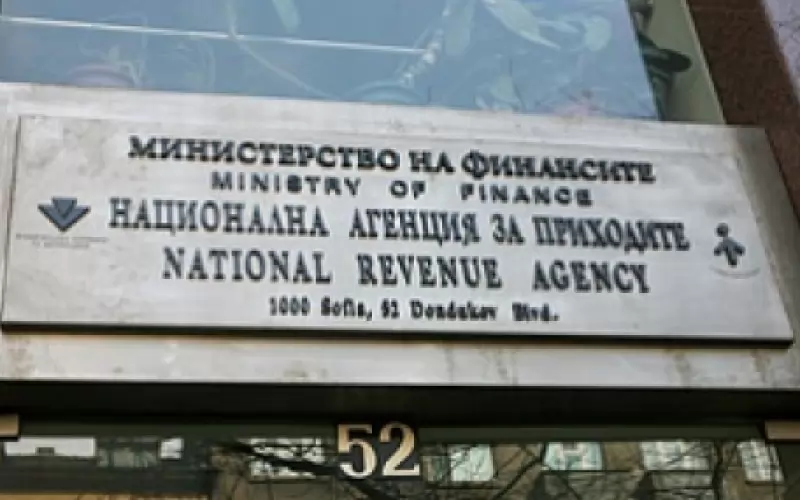 МИНИСТЕРСТВО НА ФИНАНСИТЕ
MINISTRY OF FINANCE
НАЦИОНАЛНА АГЕНЦИЯ ЗА ПРИХОДИТЕ
NATIONAL REVENUE AGENCY
1000 Sofia, 52 Dondukov Blvd.
52